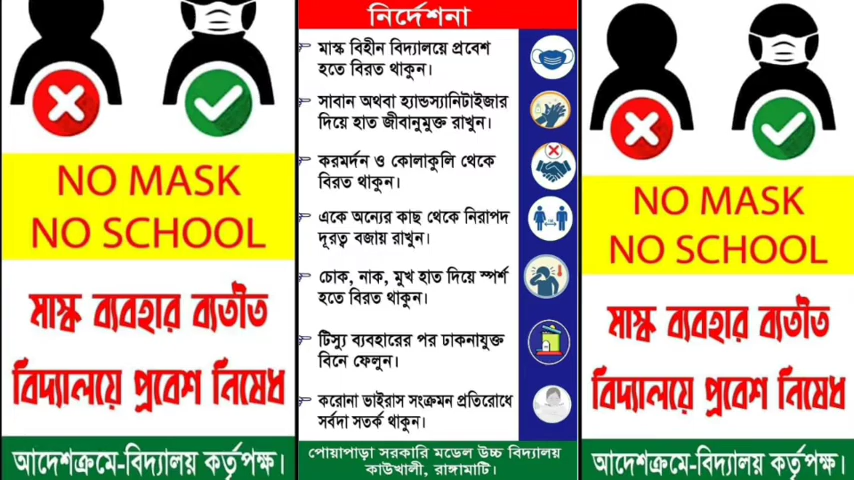 NO MASK
NO SCHOOL
মাস্ক ব্যবহার ব্যতীত
বিদ্যালয়ে প্রবেশ নিষেধ
আদেশক্রমে-বিদ্যালয় কর্তৃপক্ষ।
নির্দেশনা
মাস্ক বিহীন বিদ্যালয়ে প্রবেশ
হতে বিরত থাকুন।
সাবান অথবা হ্যান্ডস্যানিটাইজার
দিয়ে হাত জীবানুমুক্ত রাখুন।
করমর্দন ও কোলাকুলি থেকে
বিরত থাকুন।
একে অন্যের কাছ থেকে নিরাপদ
দূরত্ব বজায় রাখুন।
চোক, নাক, মুখ হাত দিয়ে স্পর্শ
হতে বিরত থাকুন।
টিস্যু ব্যবহারের পর ঢাকনাযুক্ত
বিনে ফেলুন।
করোনা ভাইরাস সংক্রমন প্রতিরোধে
সর্বদা সতর্ক থাকুন।
পোয়াপাড়া সরকারি মডেল উচ্চ বিদ্যালয়
কাউখালী, রাঙ্গামাটি।
NO MASK
NO SCHOOL
মাস্ক ব্যবহার ব্যতীত
বিদ্যালয়ে প্রবেশ নিষেধ
আদেশক্রমে-বিদ্যালয় কর্তৃপক্ষ।